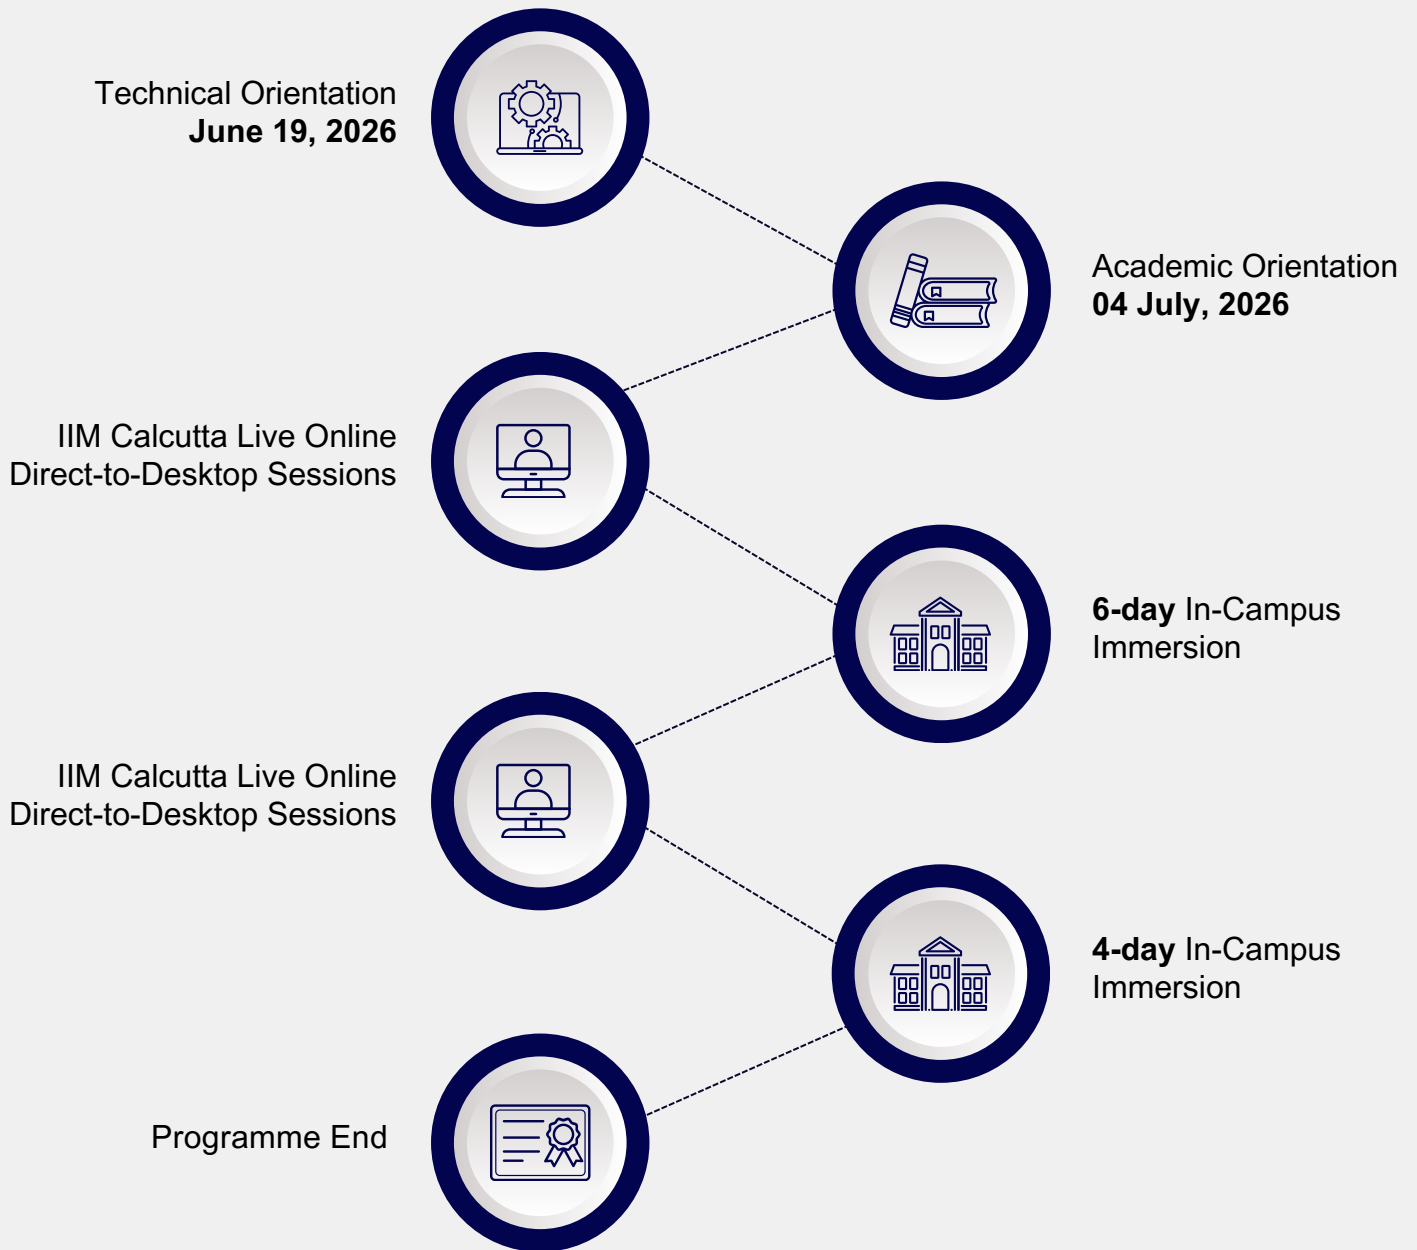 Technical Orientation
June 19, 2026
Academic Orientation
04 July, 2026
IIM Calcutta Live Online
Direct-to-Desktop Sessions
6-day In-Campus
Immersion
IIM Calcutta Live Online
Direct-to-Desktop Sessions
4-day In-Campus
Immersion
Programme End